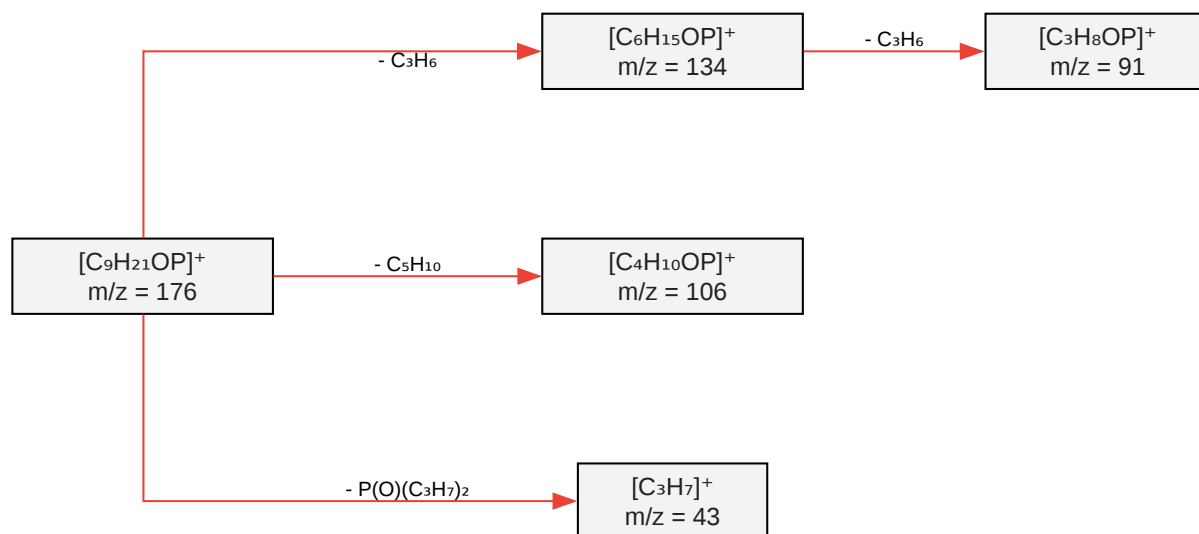 [C₆H₁₅OP]⁺
m/z = 134
- C₃H₆
[C₃H₈OP]⁺
m/z = 91
- C₃H₆
[C₉H₂₁OP]⁺
m/z = 176
- C₅H₁₀
[C₄H₁₀OP]⁺
m/z = 106
- P(O)(C₃H₇)₂
[C₃H₇]⁺
m/z = 43